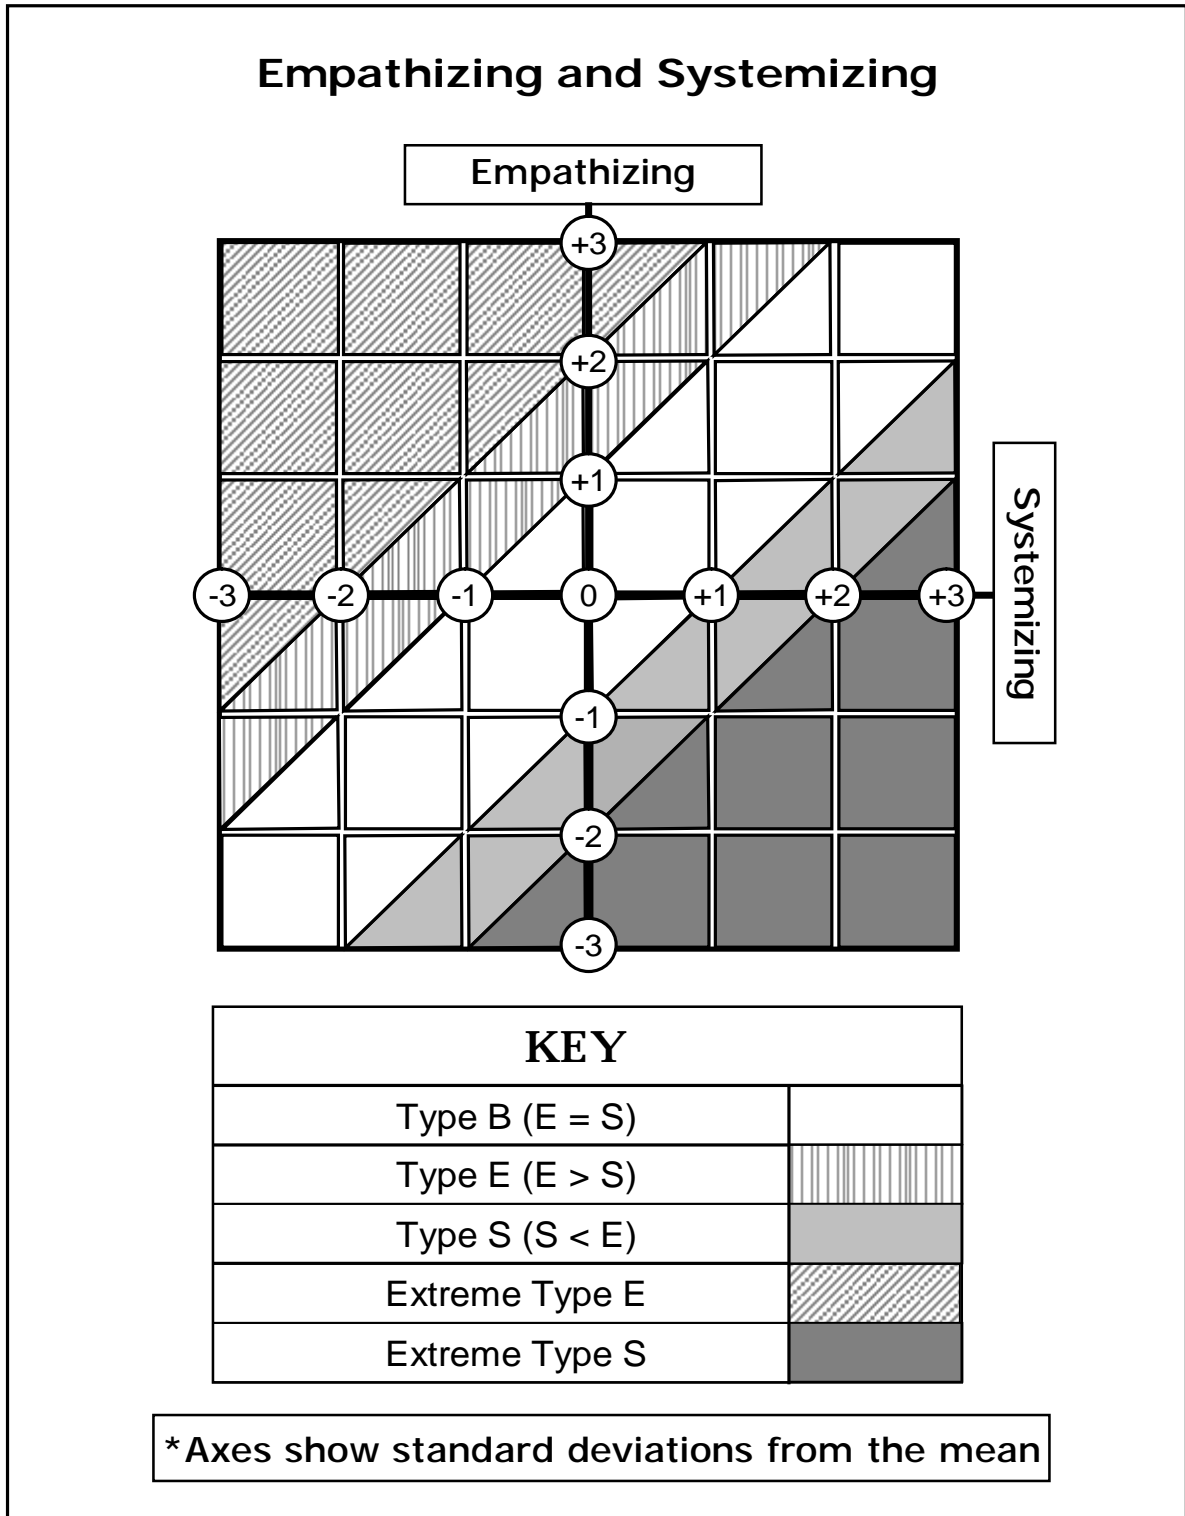 Empathizing and Systemizing
Empathizing
+3
+2
+1
-3 -2 -1 0 +1 +2 +3
Systemizing
-1
-2
-3
KEY
Type B (E = S)
Type E (E > S)
Type S (S < E)
Extreme Type E
Extreme Type S
*Axes show standard deviations from the mean